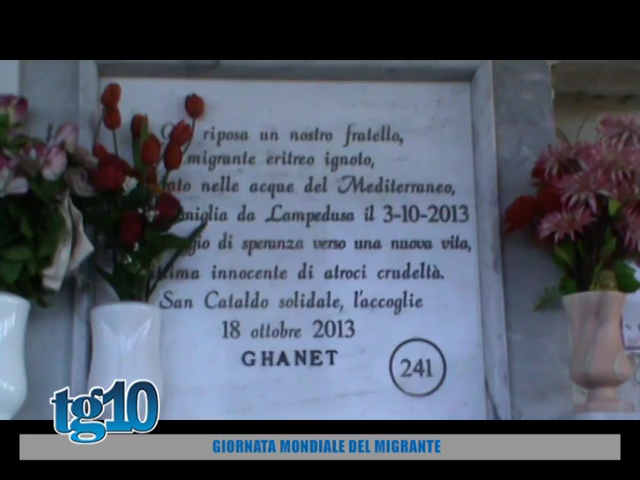 riposa un nostro fratello,
migrante eritreo ignoto,
nelle acque del Mediterraneo,
da Lampedusa il 3-10-2013
di speranza verso una nuova vita,
innocente di atroci crudeltà.
San Cataldo solidale, l'accoglie
18 ottobre 2013
GHANET
241
tg10
GIORNATA MONDIALE DEL MIGRANTE